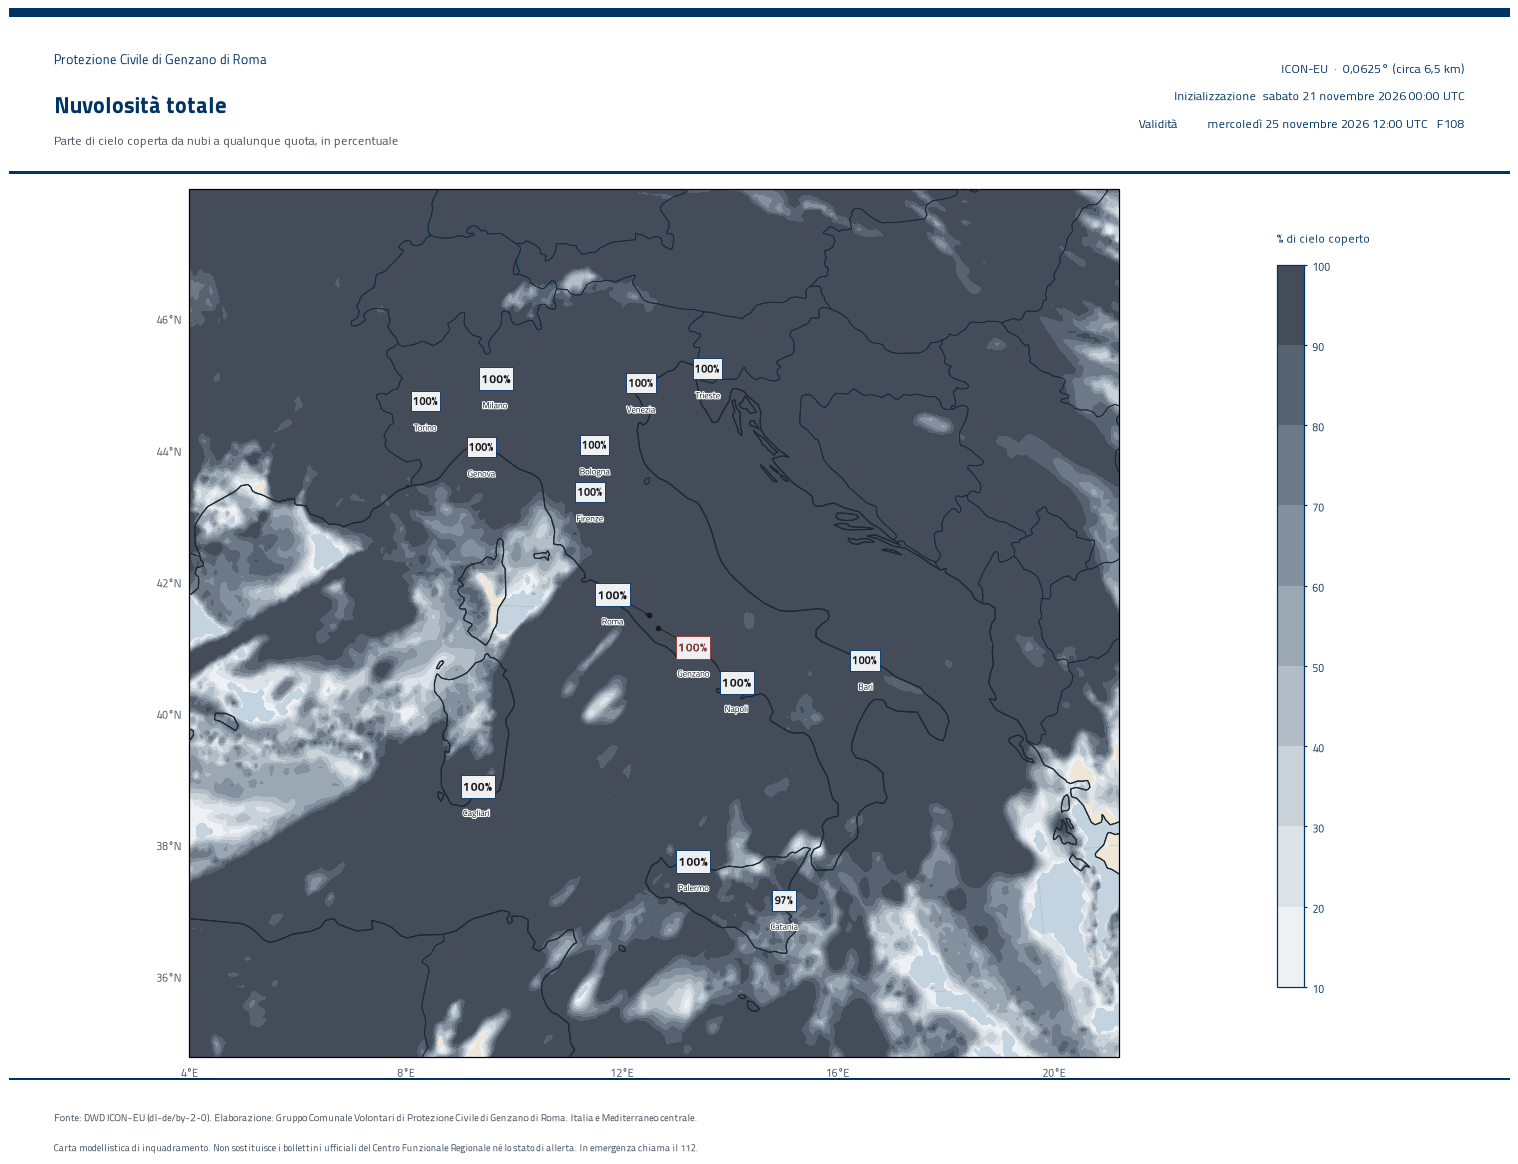 Protezione Civile di Genzano di Roma
Nuvolosità totale
Parte di cielo coperta da nubi a qualunque quota, in percentuale
ICON-EU · 0,0625° (circa 6,5 km)
Inizializzazione sabato 21 novembre 2026 00:00 UTC
Validità mercoledì 25 novembre 2026 12:00 UTC F108
% di cielo coperto
100
90
80
70
60
50
40
30
20
10
46°N
44°N
42°N
40°N
38°N
36°N
4°E
8°E
12°E
16°E
20°E
100%
Trieste
100%
Milano
100%
Venezia
100%
Torino
100%
Bologna
100%
Genova
100%
Firenze
100%
Roma
100%
Genzano
100%
Bari
100%
Napoli
100%
Cagliari
100%
Palermo
97%
Catania
Fonte: DWD ICON-EU (dl-de/by-2-0). Elaborazione: Gruppo Comunale Volontari di Protezione Civile di Genzano di Roma. Italia e Mediterraneo centrale.
Carta modellistica di inquadramento. Non sostituisce i bollettini ufficiali del Centro Funzionale Regionale né lo stato di allerta. In emergenza chiama il 112.